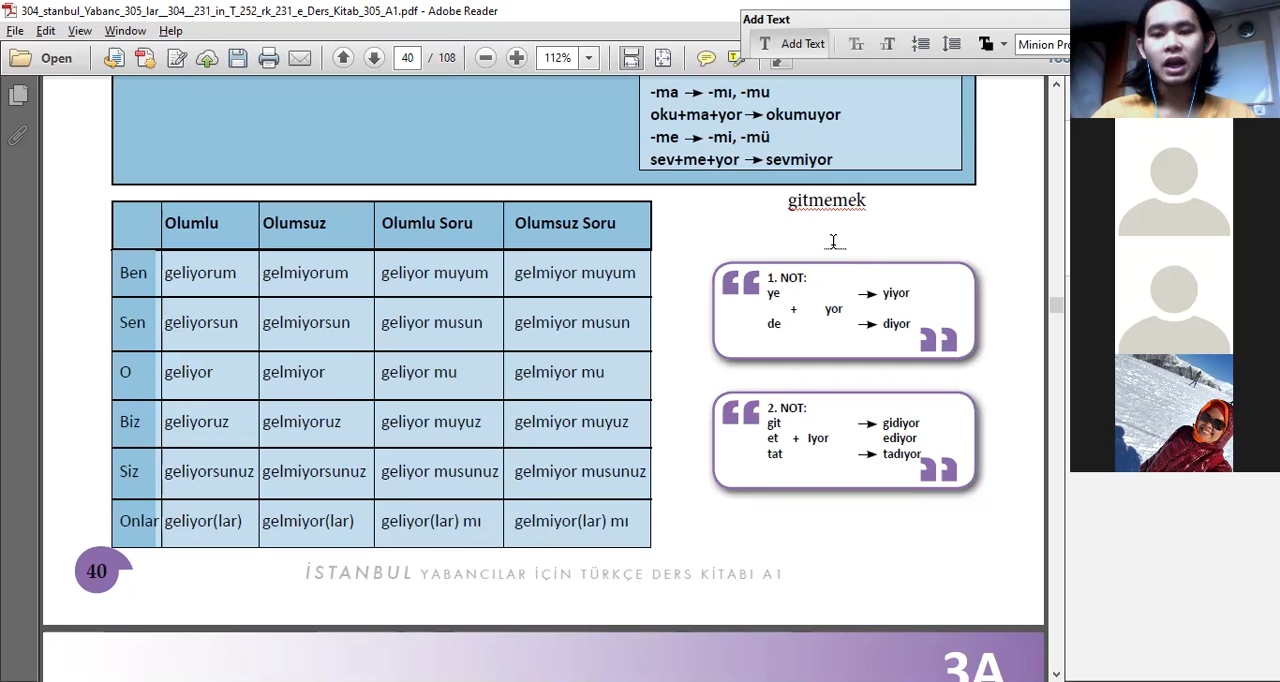 304_stanbul_Yabanc_305_lar__304__231_in_T_252_rk_231_e_Ders_Kitab_305_A1.pdf - Adobe Reader
File Edit View Window Help
Add Text
Open 40 / 108 112% Add Text Minion Pro
-ma → -mı, -mu
oku+ma+yor → okumuyor
-me → -mi, -mü
sev+me+yor → sevmiyor
gitmemek
Olumlu Olumsuz Olumlu Soru Olumsuz Soru
Ben geliyorum gelmiyorum geliyor muyum gelmiyor muyum
Sen geliyorsun gelmiyorsun geliyor musun gelmiyor musun
O geliyor gelmiyor geliyor mu gelmiyor mu
Biz geliyoruz gelmiyoruz geliyor muyuz gelmiyor muyuz
Siz geliyorsunuz gelmiyorsunuz geliyor musunuz gelmiyor musunuz
Onlar geliyor(lar) gelmiyor(lar) geliyor(lar) mı gelmiyor(lar) mı
1. NOT:
ye → yiyor
+ yor
de → diyor
2. NOT:
git → gidiyor
et + Iyor ediyor
tat → tadıyor
40 İSTANBUL YABANCILAR İÇİN TÜRKÇE DERS KİTABI A1
3A